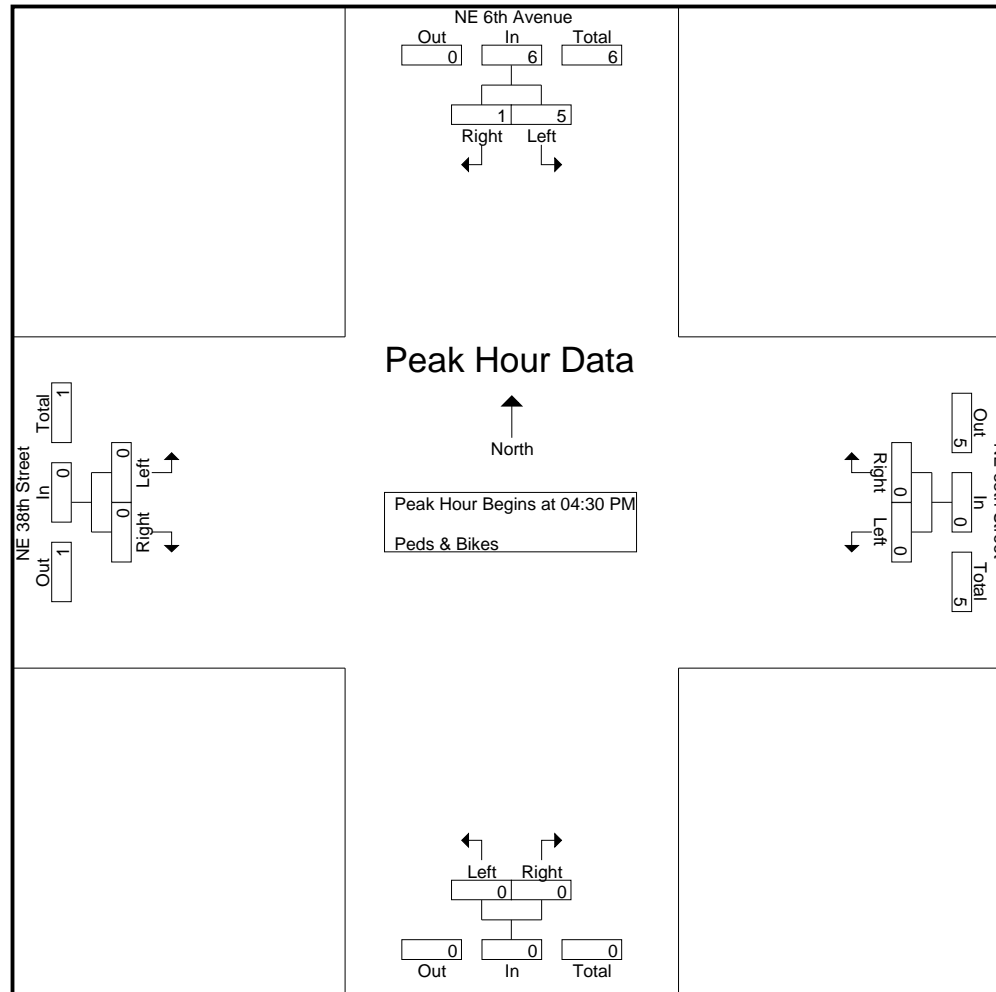 NE 6th Avenue
Out In Total
0 6 6
1 5
Right Left
Peak Hour Data
North
Peak Hour Begins at 04:30 PM
Peds & Bikes
NE 38th Street
Out In Total
1 0 1
Left
0
Right
0
Right
0
Left
0
Out In Total
5 0 5
Left Right
0 0
0 0 0
Out In Total